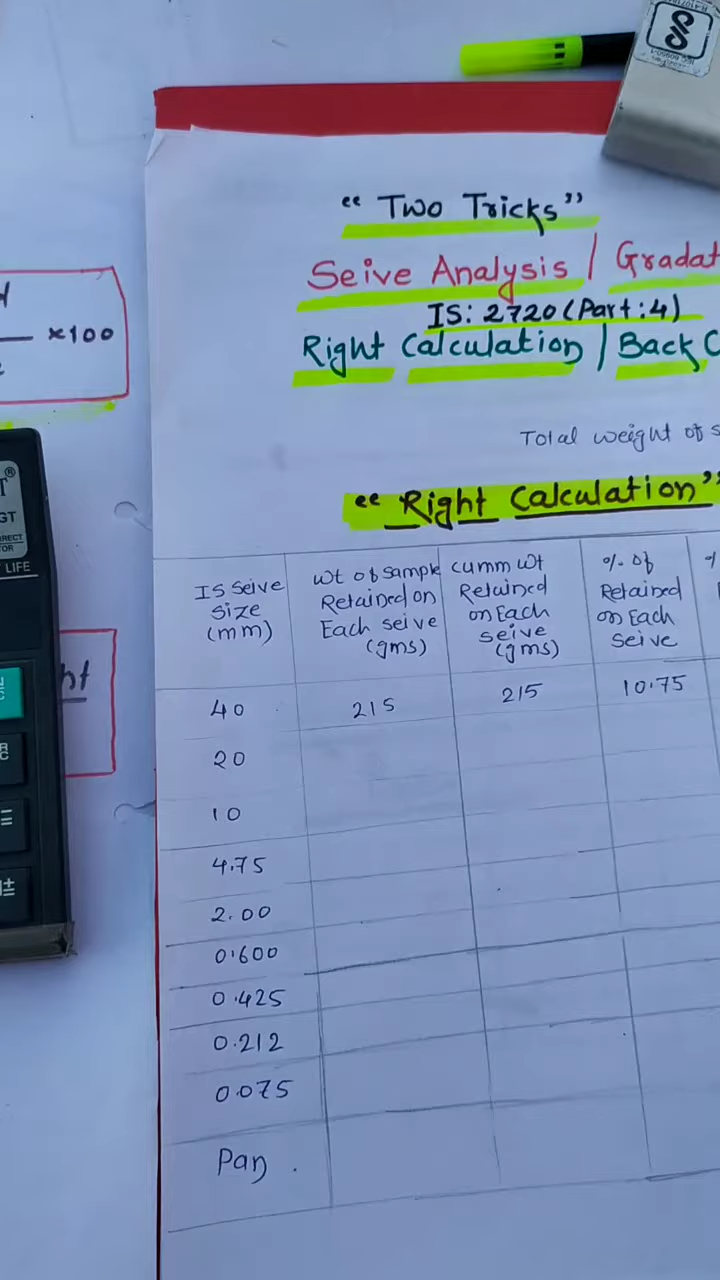 “ Two Tricks ”
Seive Analysis / Gradat
IS: 2720 (Part:4)
×100
Right Calculation / Back C
Total weight of s
“ Right Calculation ”
IS Seive Size (mm)
Wt of sample Retained on Each seive (gms)
Cumm Wt Retained on Each seive (gms)
% of Retained on Each seive
%
40 215 215 10.75
20
10
4.75
2.00
0.600
0.425
0.212
0.075
Pan
GT
LIFE